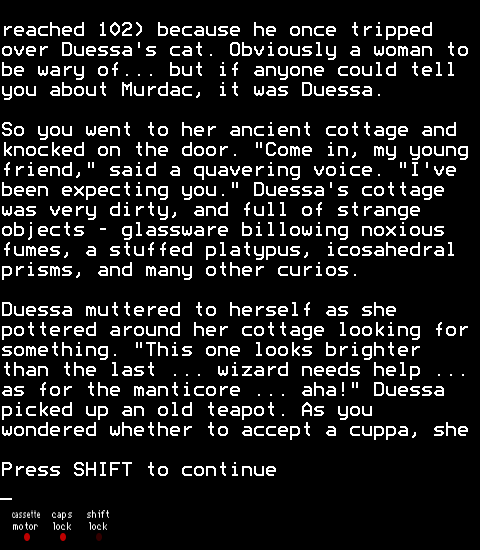 reached 102) because he once tripped
over Duessa's cat. Obviously a woman to
be wary of... but if anyone could tell
you about Murdac, it was Duessa.
So you went to her ancient cottage and
knocked on the door. "Come in, my young
friend," said a quavering voice. "I've
been expecting you." Duessa's cottage
was very dirty, and full of strange
objects - glassware billowing noxious
fumes, a stuffed platypus, icosahedral
prisms, and many other curios.
Duessa muttered to herself as she
pottered around her cottage looking for
something. "This one looks brighter
than the last ... wizard needs help ...
as for the manticore ... aha!" Duessa
picked up an old teapot. As you
wondered whether to accept a cuppa, she
Press SHIFT to continue
cassette caps shift
motor lock lock